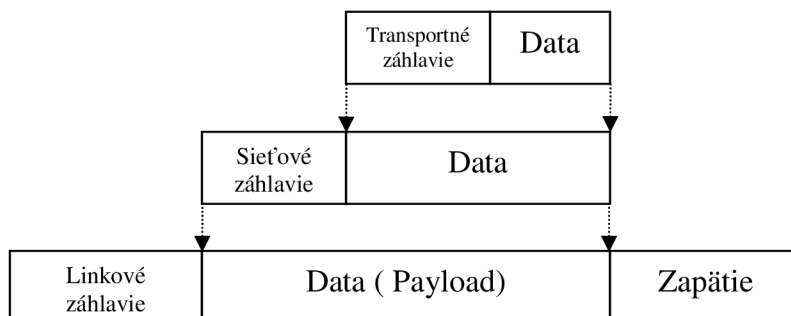 Transportné
záhlavie
Data
Sieťové
záhlavie
Data
Linkové
záhlavie
Data ( Payload)
Zapätie